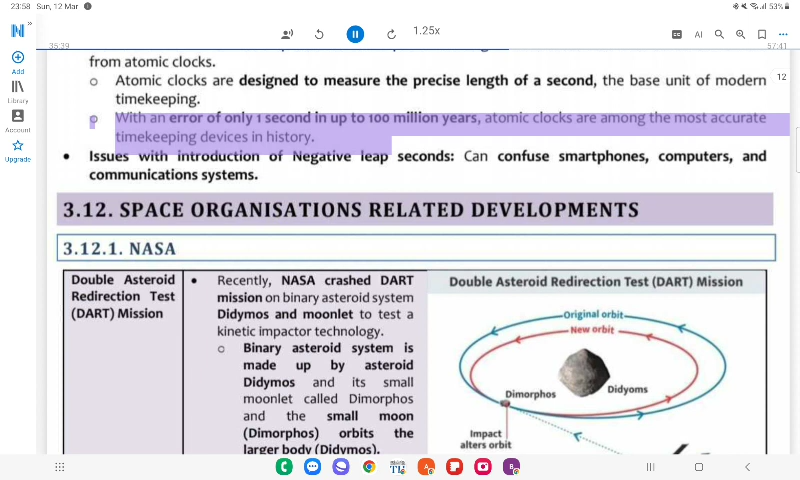 23:58 Sun, 12 Mar
53%
N »
1.25x
CC AI
35:39
57:41
Add
Library
Account
Upgrade
12
from atomic clocks.
o Atomic clocks are designed to measure the precise length of a second, the base unit of modern
timekeeping.
o With an error of only 1 second in up to 100 million years, atomic clocks are among the most accurate
timekeeping devices in history.
• Issues with introduction of Negative leap seconds: Can confuse smartphones, computers, and
communications systems.
3.12. SPACE ORGANISATIONS RELATED DEVELOPMENTS
3.12.1. NASA
Double Asteroid
Redirection Test
(DART) Mission
• Recently, NASA crashed DART
mission on binary asteroid system
Didymos and moonlet to test a
kinetic impactor technology.
o Binary asteroid system is
made up by asteroid
Didymos and its small
moonlet called Dimorphos
and the small moon
(Dimorphos) orbits the
larger body (Didymos).
Double Asteroid Redirection Test (DART) Mission
Original orbit
New orbit
Dimorphos
Didyoms
Impact
alters orbit